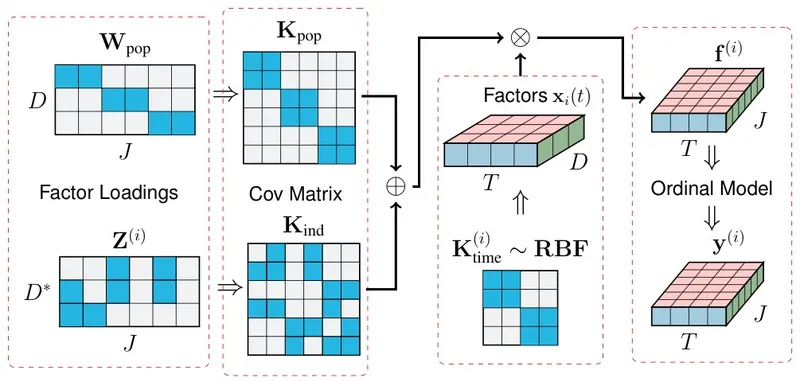 W_pop
D
J
Factor Loadings
Z^(i)
D*
J
⇒
⇒
K_pop
Cov Matrix
K_ind
⊕
⊗
Factors x_i(t)
T
D
⇑
K_time^(i) ∼ RBF
f^(i)
T
J
⇓
Ordinal Model
⇓
y^(i)
T
J